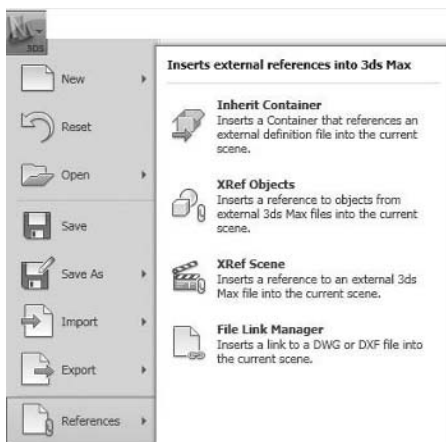 3DS
New
Reset
Open
Save
Save As
Import
Export
References
Inserts external references into 3ds Max
Inherit Container
Inserts a Container that references an
external definition file into the current
scene.
XRef Objects
Inserts a reference to objects from
external 3ds Max files into the current
scene.
XRef Scene
Inserts a reference to an external 3ds
Max file into the current scene.
File Link Manager
Inserts a link to a DWG or DXF file into
the current scene.